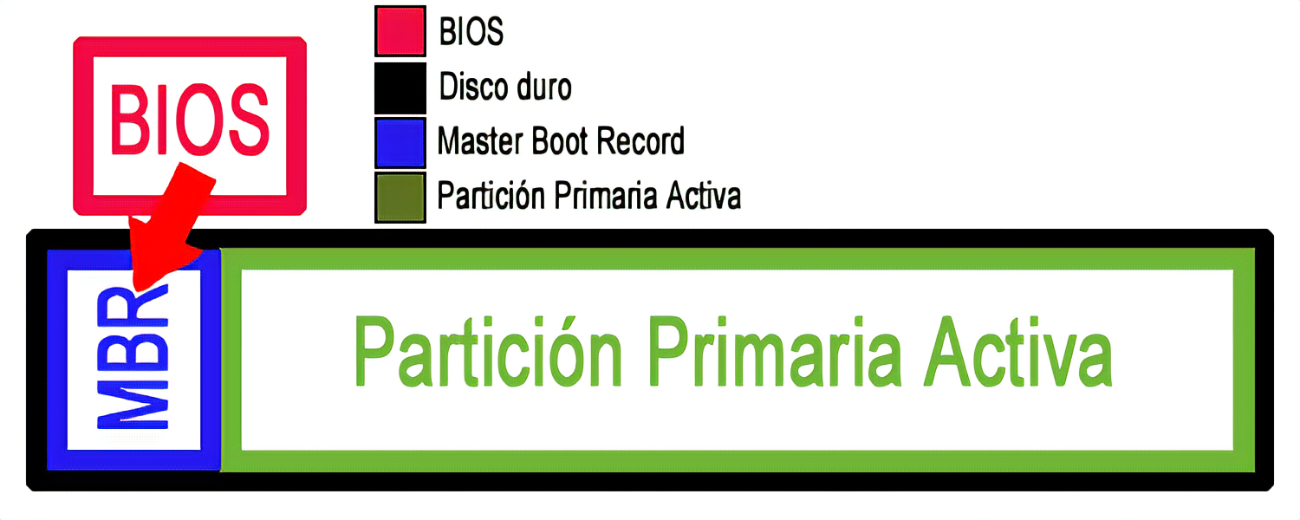 BIOS
Disco duro
Master Boot Record
Partición Primaria Activa
BIOS
MBR
Partición Primaria Activa